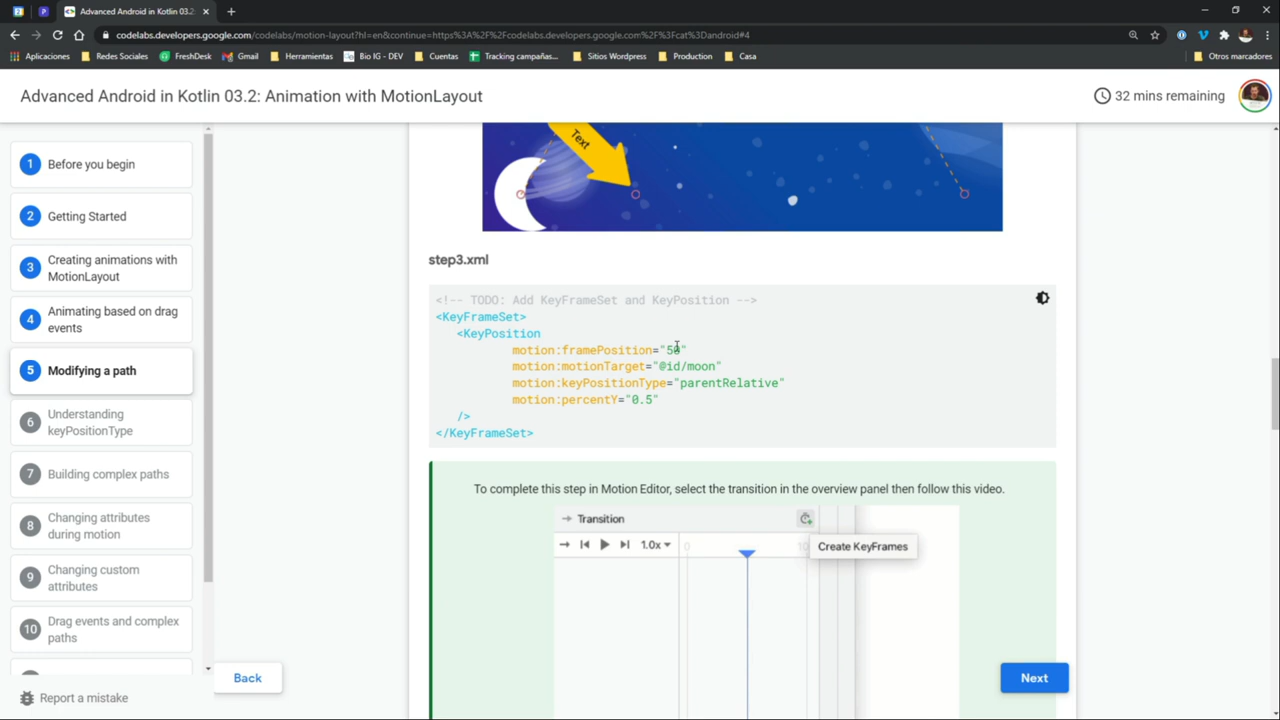 Advanced Android in Kotlin 03.2: A
codelabs.developers.google.com/codelabs/motion-layout?hl=en&continue=https%3A%2F%2Fcodelabs.developers.google.com%2F%3Fcat%3Dandroid#4
Aplicaciones Redes Sociales FreshDesk Gmail Herramientas Bio IG - DEV Cuentas Tracking campañas... Sitios Wordpress Production Casa Otros marcadores
Advanced Android in Kotlin 03.2: Animation with MotionLayout
32 mins remaining
1 Before you begin
2 Getting Started
3 Creating animations with
MotionLayout
4 Animating based on drag
events
5 Modifying a path
6 Understanding
keyPositionType
7 Building complex paths
8 Changing attributes
during motion
9 Changing custom
attributes
10 Drag events and complex
paths
Report a mistake
Text
step3.xml
<!-- TODO: Add KeyFrameSet and KeyPosition -->
<KeyFrameSet>
<KeyPosition
motion:framePosition="50"
motion:motionTarget="@id/moon"
motion:keyPositionType="parentRelative"
motion:percentY="0.5"
/>
</KeyFrameSet>
To complete this step in Motion Editor, select the transition in the overview panel then follow this video.
Transition
1.0x 0
Create KeyFrames
Back
Next